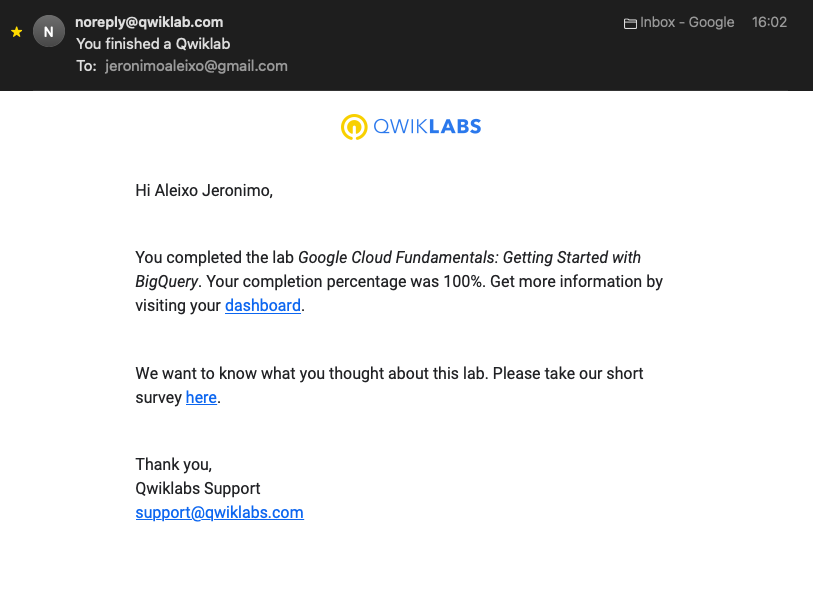 noreply@qwiklab.com
Inbox - Google 16:02
N
You finished a Qwiklab
To: jeronimoaleixo@gmail.com
QWIKLABS
Hi Aleixo Jeronimo,
You completed the lab Google Cloud Fundamentals: Getting Started with
BigQuery. Your completion percentage was 100%. Get more information by
visiting your dashboard.
We want to know what you thought about this lab. Please take our short
survey here.
Thank you,
Qwiklabs Support
support@qwiklabs.com